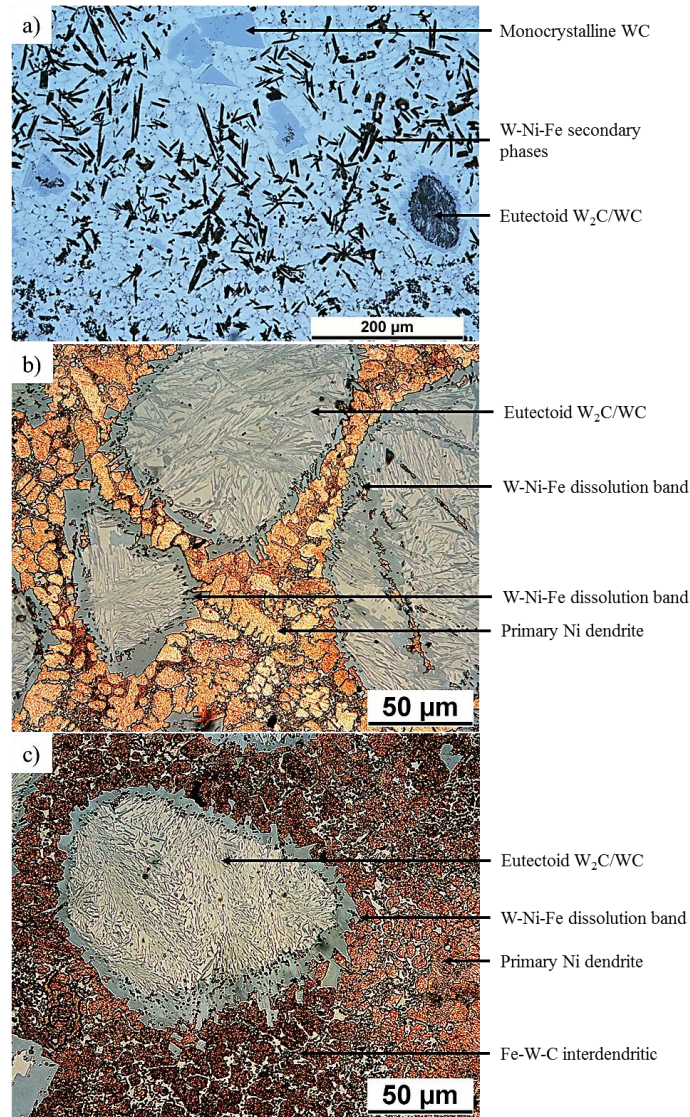 a)
Monocrystalline WC
W-Ni-Fe secondary
phases
Eutectoid W₂C/WC
200 µm
b)
Eutectoid W₂C/WC
W-Ni-Fe dissolution band
W-Ni-Fe dissolution band
Primary Ni dendrite
50 µm
c)
Eutectoid W₂C/WC
W-Ni-Fe dissolution band
Primary Ni dendrite
Fe-W-C interdendritic
50 µm